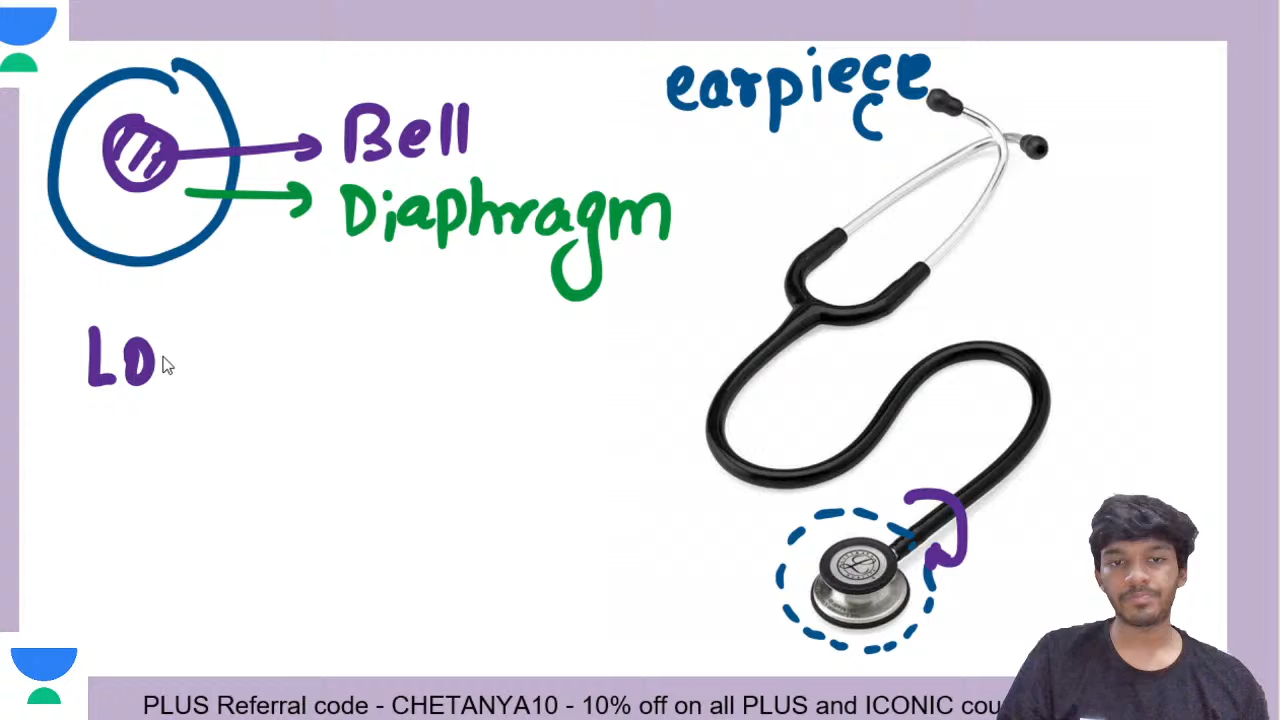 earpiece
c
Bell
Diaphragm
LO
PLUS Referral code - CHETANYA10 - 10% off on all PLUS and ICONIC cou